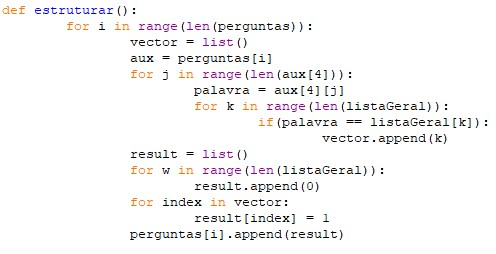 def estruturar():
        for i in range(len(perguntas)):
                vector = list()
                aux = perguntas[i]
                for j in range(len(aux[4])):
                        palavra = aux[4][j]
                        for k in range(len(listaGeral)):
                                if(palavra == listaGeral[k]):
                                        vector.append(k)
                result = list()
                for w in range(len(listaGeral)):
                        result.append(0)
                for index in vector:
                        result[index] = 1
                perguntas[i].append(result)